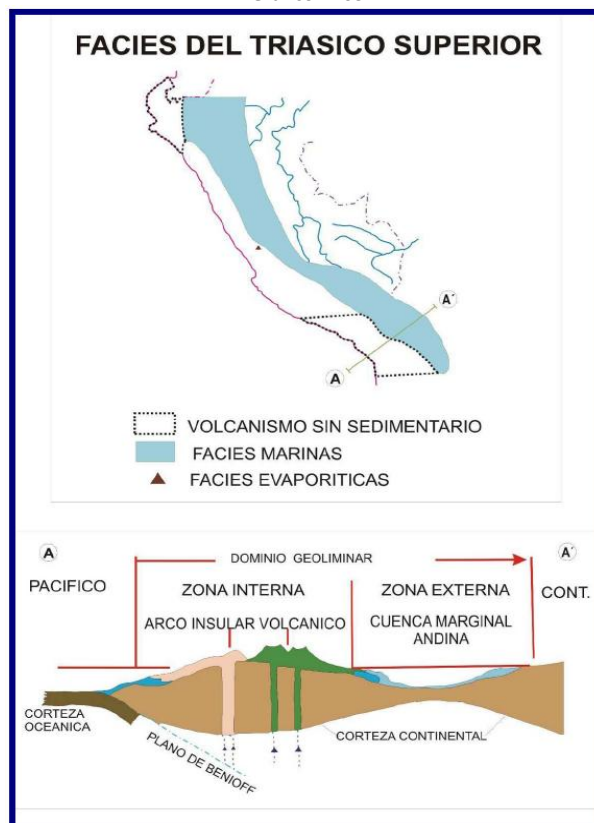 FACIES DEL TRIASICO SUPERIOR
A´
A
VOLCANISMO SIN SEDIMENTARIO
FACIES MARINAS
FACIES EVAPORITICAS
A
A´
DOMINIO GEOLIMINAR
PACIFICO
ZONA INTERNA
ZONA EXTERNA
CONT.
ARCO INSULAR VOLCANICO
CUENCA MARGINAL
ANDINA
CORTEZA
OCEANICA
PLANO DE BENIOFF
CORTEZA CONTINENTAL